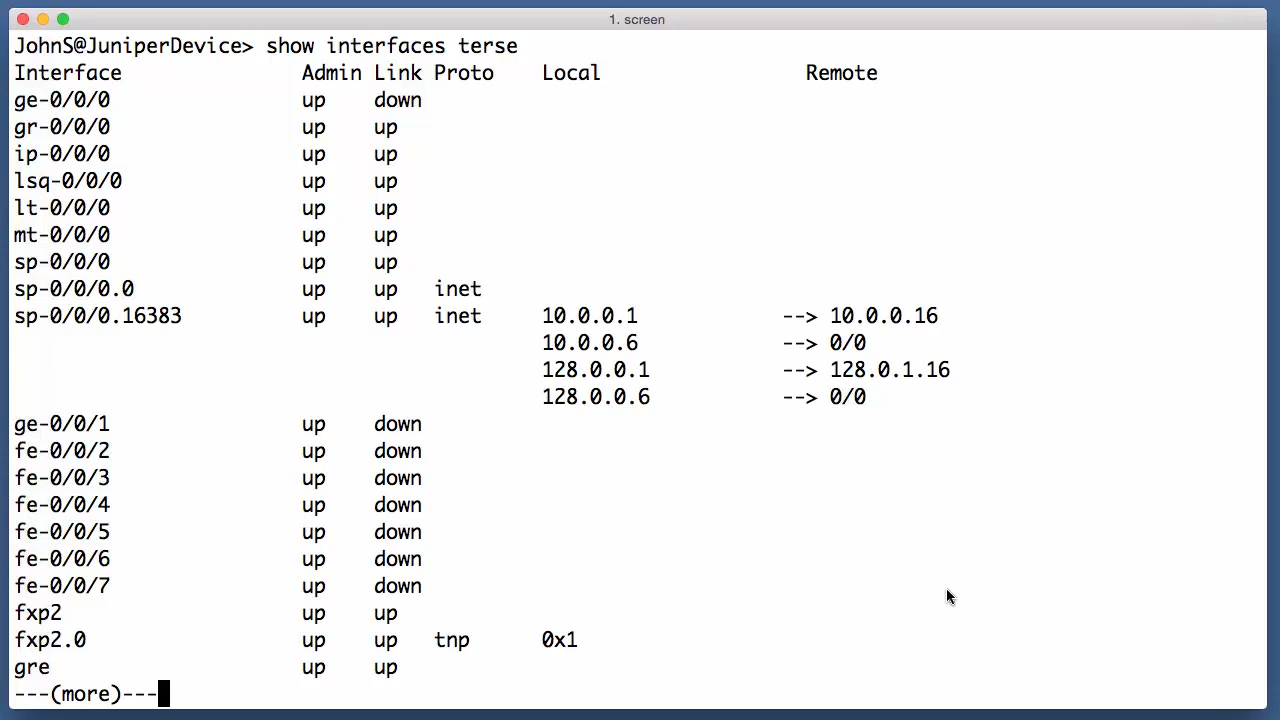 1. screen
JohnS@JuniperDevice> show interfaces terse
Interface               Admin Link Proto    Local                 Remote
ge-0/0/0                up    down
gr-0/0/0                up    up
ip-0/0/0                up    up
lsq-0/0/0               up    up
lt-0/0/0                up    up
mt-0/0/0                up    up
sp-0/0/0                up    up
sp-0/0/0.0              up    up   inet
sp-0/0/0.16383          up    up   inet     10.0.0.1            --> 10.0.0.16
                                            10.0.0.6            --> 0/0
                                            128.0.0.1           --> 128.0.1.16
                                            128.0.0.6           --> 0/0
ge-0/0/1                up    down
fe-0/0/2                up    down
fe-0/0/3                up    down
fe-0/0/4                up    down
fe-0/0/5                up    down
fe-0/0/6                up    down
fe-0/0/7                up    down
fxp2                    up    up
fxp2.0                  up    up   tnp      0x1
gre                     up    up
---(more)---